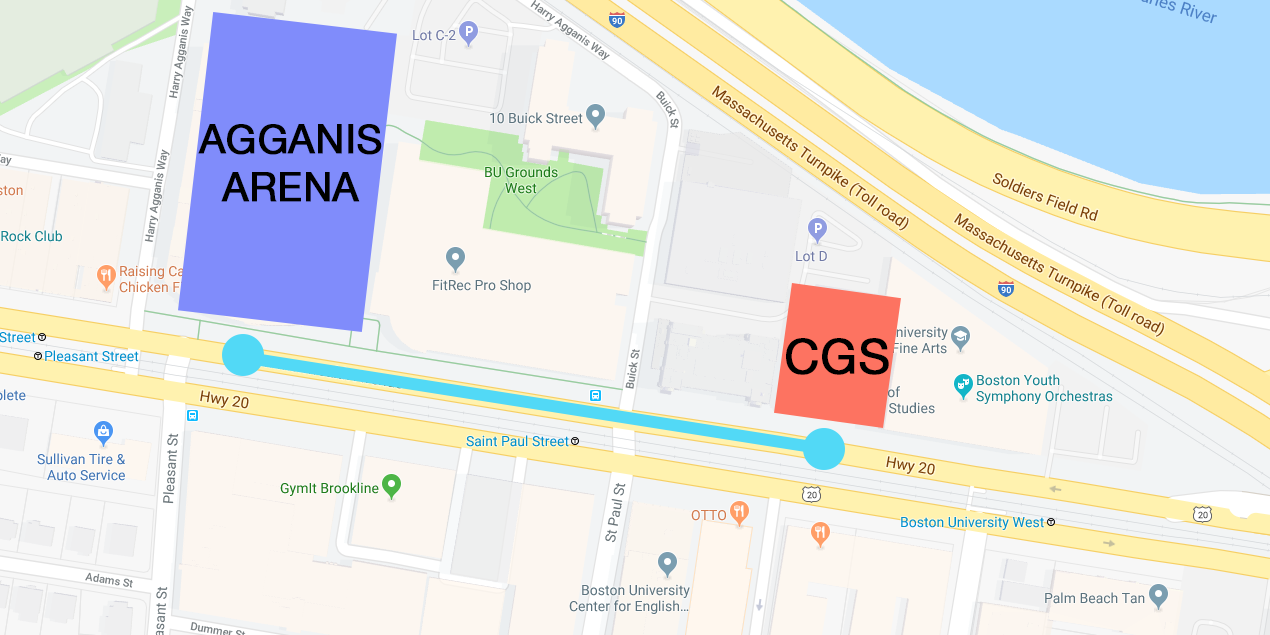 Harry Agganis Way
Harry Agganis Way
Lot C-2
90
Charles River
10 Buick Street
Buick St
Massachusetts Turnpike (Toll road)
Soldiers Field Rd
AGGANIS
ARENA
BU Grounds
West
Way
Harry Agganis Way
Harry Agganis Way
Rock Club
Raising Ca
Chicken F
FitRec Pro Shop
Lot D
Massachusetts Turnpike (Toll road)
90
CGS
niversity
Fine Arts
of
Studies
Boston Youth
Symphony Orchestras
Street
Pleasant Street
plete
Hwy 20
Buick St
Saint Paul Street
Hwy 20
20
20
Boston University West
Sullivan Tire &
Auto Service
Pleasant St
GymIt Brookline
St Paul St
OTTO
Boston University
Center for English...
Adams St
Dummer St
asant St
Palm Beach Tan